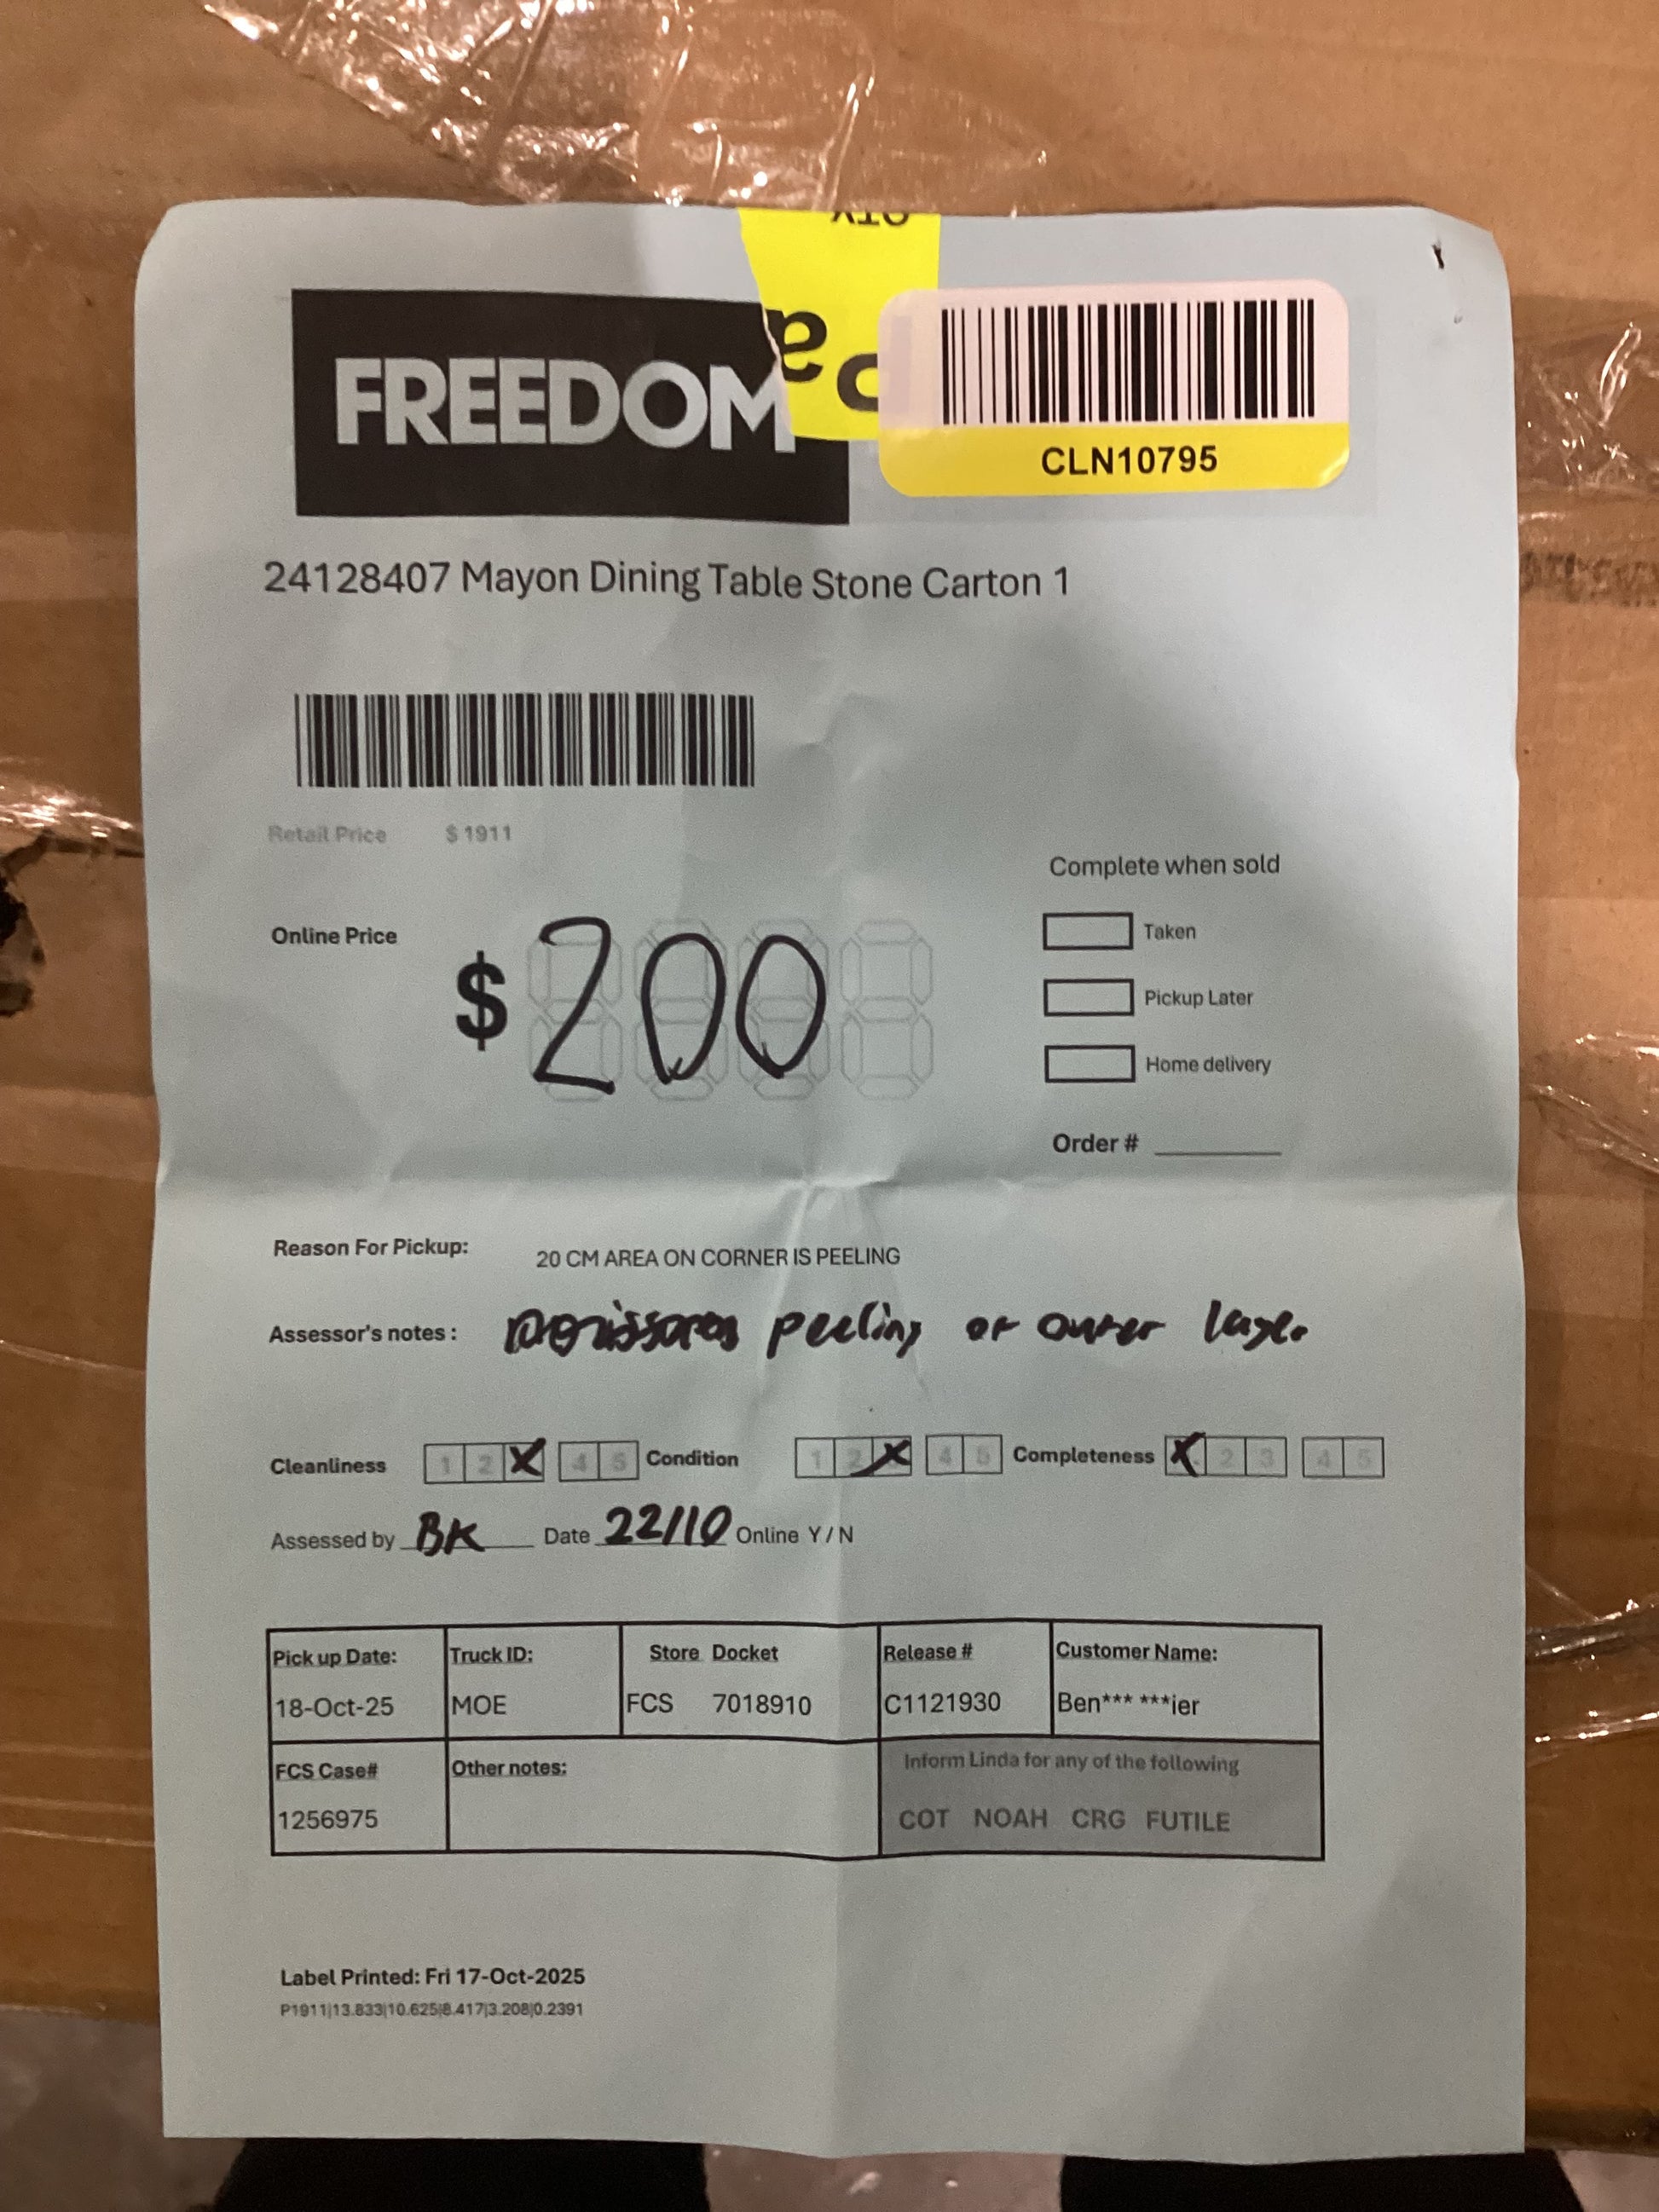 QTY
FREEDOM
CLN10795
24128407 Mayon Dining Table Stone Carton 1
Retail Price $ 1911
Complete when sold
Online Price $ 200
Taken
Pickup Later
Home delivery
Order #
Reason For Pickup: 20 CM AREA ON CORNER IS PEELING
Assessor's notes: peeling of outer layer
Cleanliness 1 2 X 4 5 Condition 1 2 X 4 5 Completeness X 2 3 4 5
Assessed by BK Date 22/10 Online Y / N
Pick up Date: Truck ID: Store Docket Release # Customer Name:
18-Oct-25 MOE FCS 7018910 C1121930 Ben*** ***ier
FCS Case# Other notes: Inform Linda for any of the following
1256975 COT NOAH CRG FUTILE
Label Printed: Fri 17-Oct-2025
P1911|13.833|10.625|8.417|3.208|0.2391